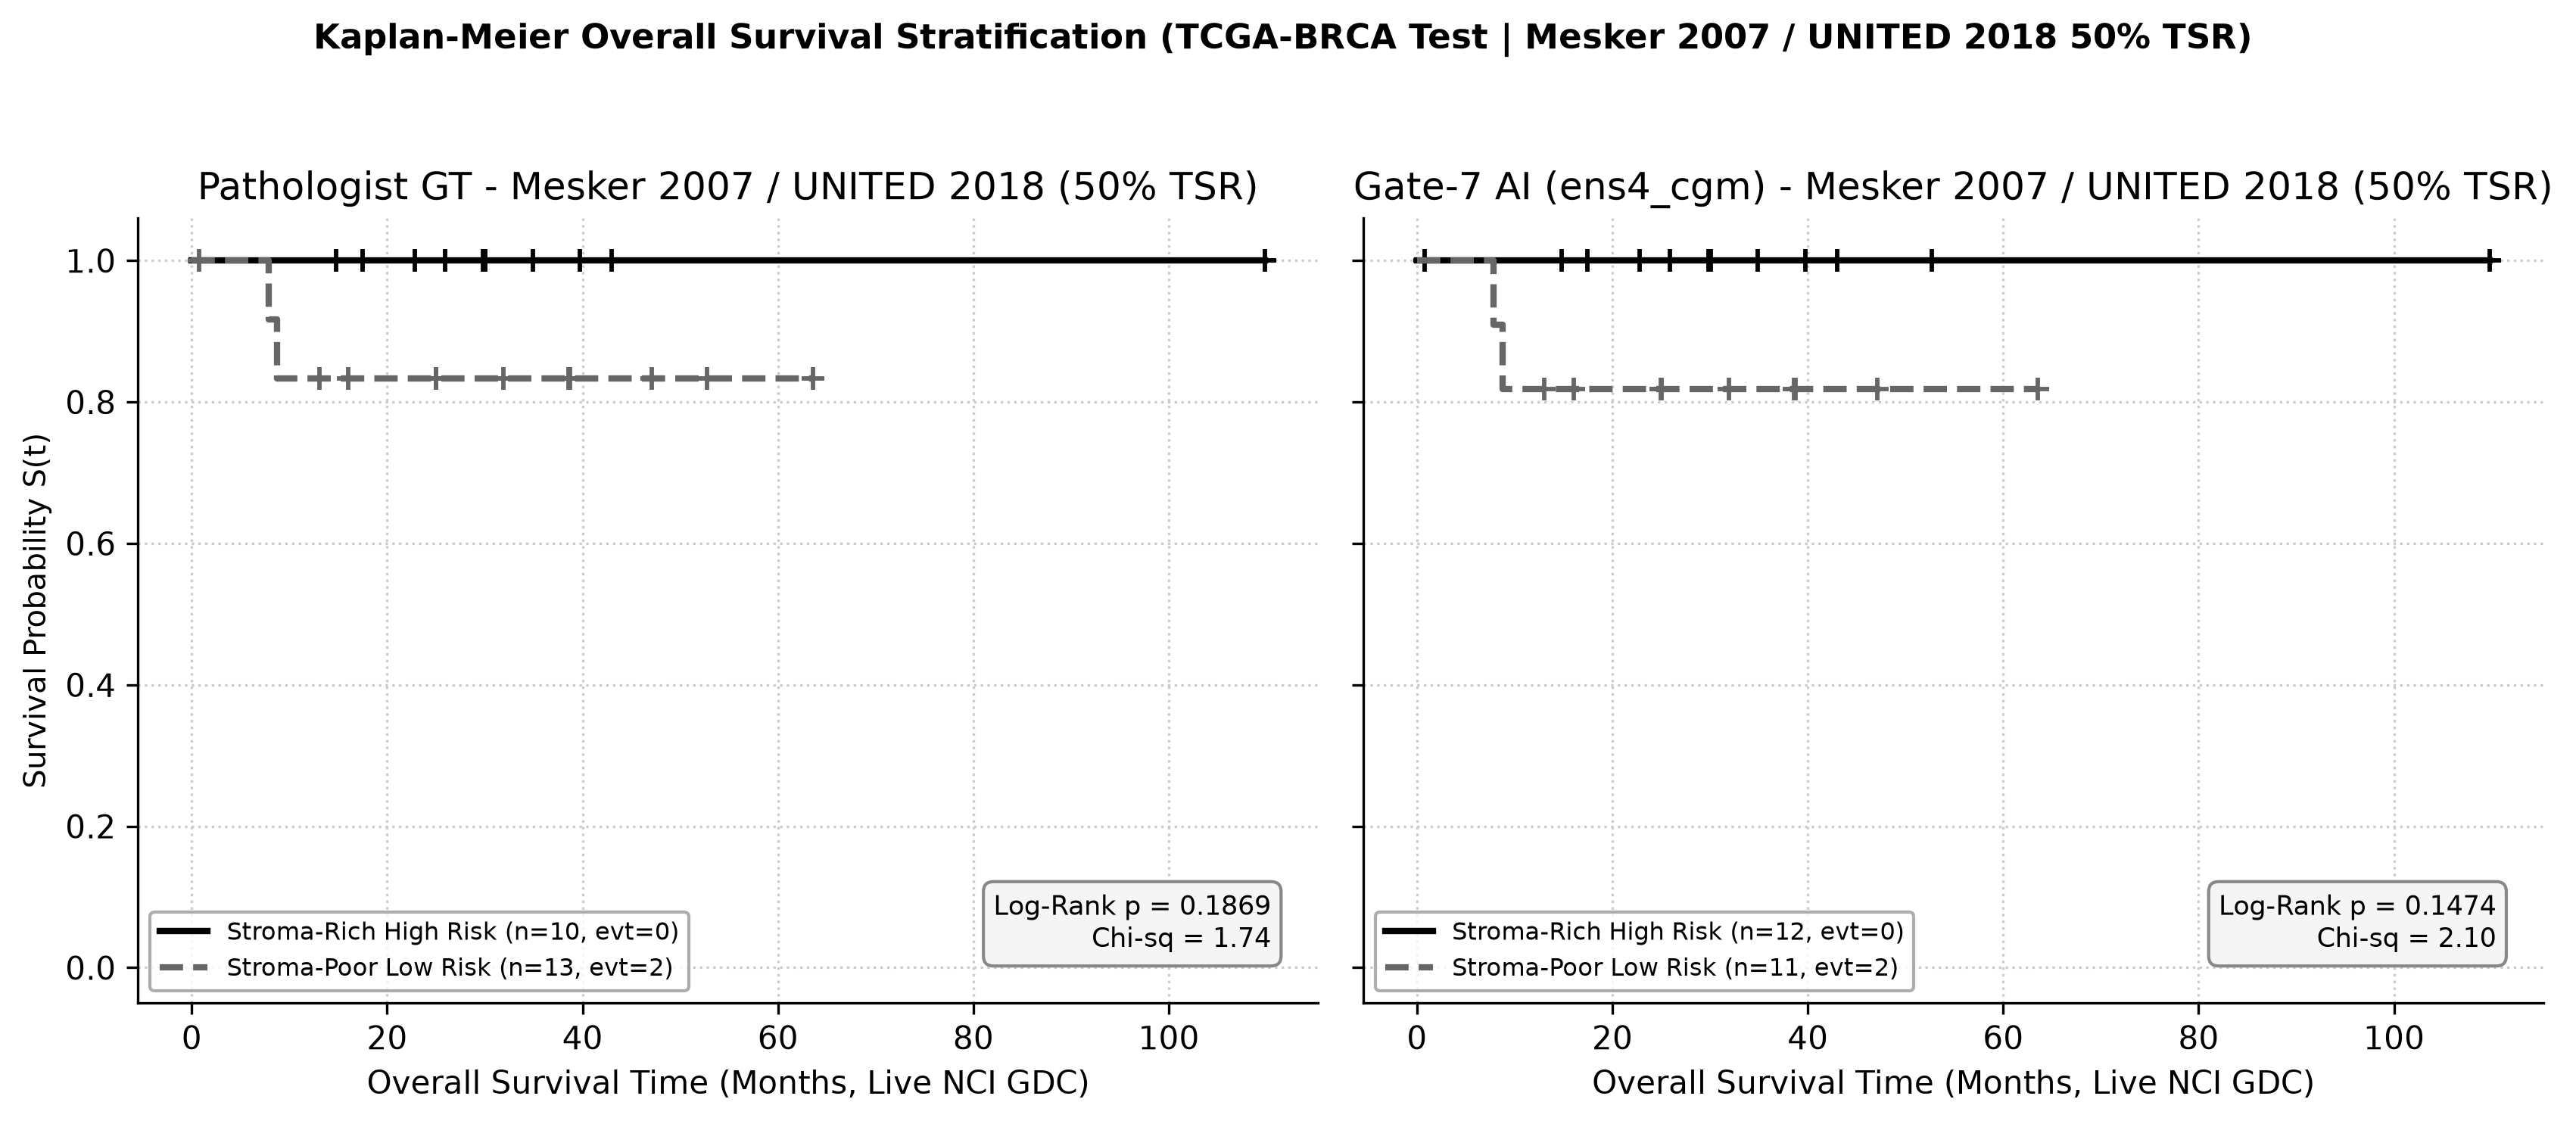 Kaplan-Meier Overall Survival Stratification (TCGA-BRCA Test | Mesker 2007 / UNITED 2018 50% TSR)
Pathologist GT - Mesker 2007 / UNITED 2018 (50% TSR)
Survival Probability S(t)
1.0
0.8
0.6
0.4
0.2
0.0
Stroma-Rich High Risk (n=10, evt=0)
Stroma-Poor Low Risk (n=13, evt=2)
Log-Rank p = 0.1869
Chi-sq = 1.74
0 20 40 60 80 100
Overall Survival Time (Months, Live NCI GDC)
Gate-7 AI (ens4_cgm) - Mesker 2007 / UNITED 2018 (50% TSR)
Stroma-Rich High Risk (n=12, evt=0)
Stroma-Poor Low Risk (n=11, evt=2)
Log-Rank p = 0.1474
Chi-sq = 2.10
0 20 40 60 80 100
Overall Survival Time (Months, Live NCI GDC)